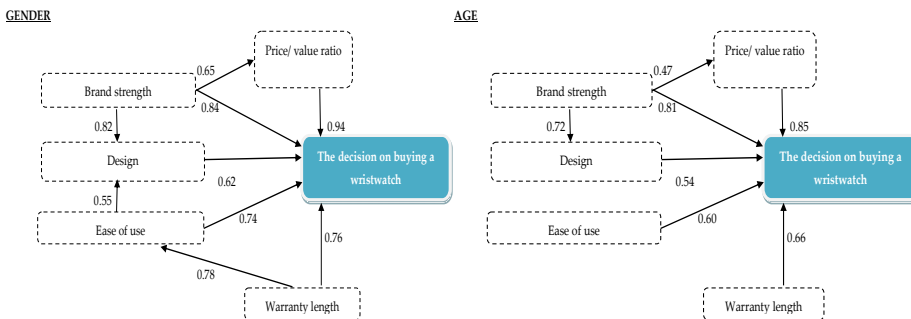 GENDER
Price/ value ratio
0.65
Brand strength
0.84
0.82
0.94
Design
The decision on buying a
wristwatch
0.62
0.55
Ease of use
0.74
0.76
0.78
Warranty length
AGE
Price/ value ratio
0.47
Brand strength
0.81
0.72
0.85
Design
The decision on buying a
wristwatch
0.54
Ease of use
0.60
0.66
Warranty length